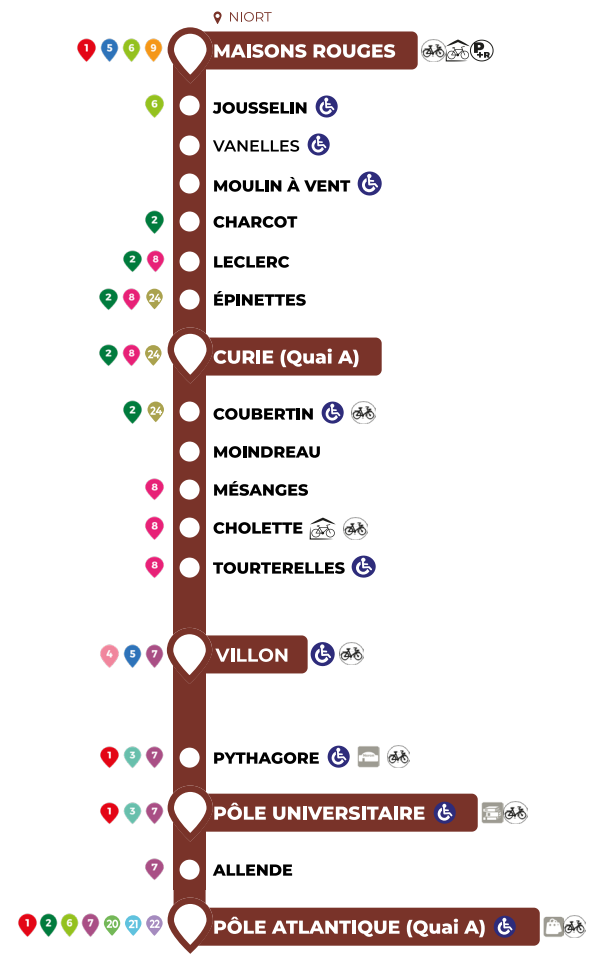 NIORT
1 5 6 9 MAISONS ROUGES P+R
6 JOUSSELIN
VANELLES
MOULIN À VENT
2 CHARCOT
2 8 LECLERC
2 8 24 ÉPINETTES
2 8 24 CURIE (Quai A)
2 24 COUBERTIN
MOINDREAU
8 MÉSANGES
8 CHOLETTE
8 TOURTERELLES
4 5 7 VILLON
1 3 7 PYTHAGORE
1 3 7 PÔLE UNIVERSITAIRE
7 ALLENDE
1 2 6 7 20 21 22 PÔLE ATLANTIQUE (Quai A)